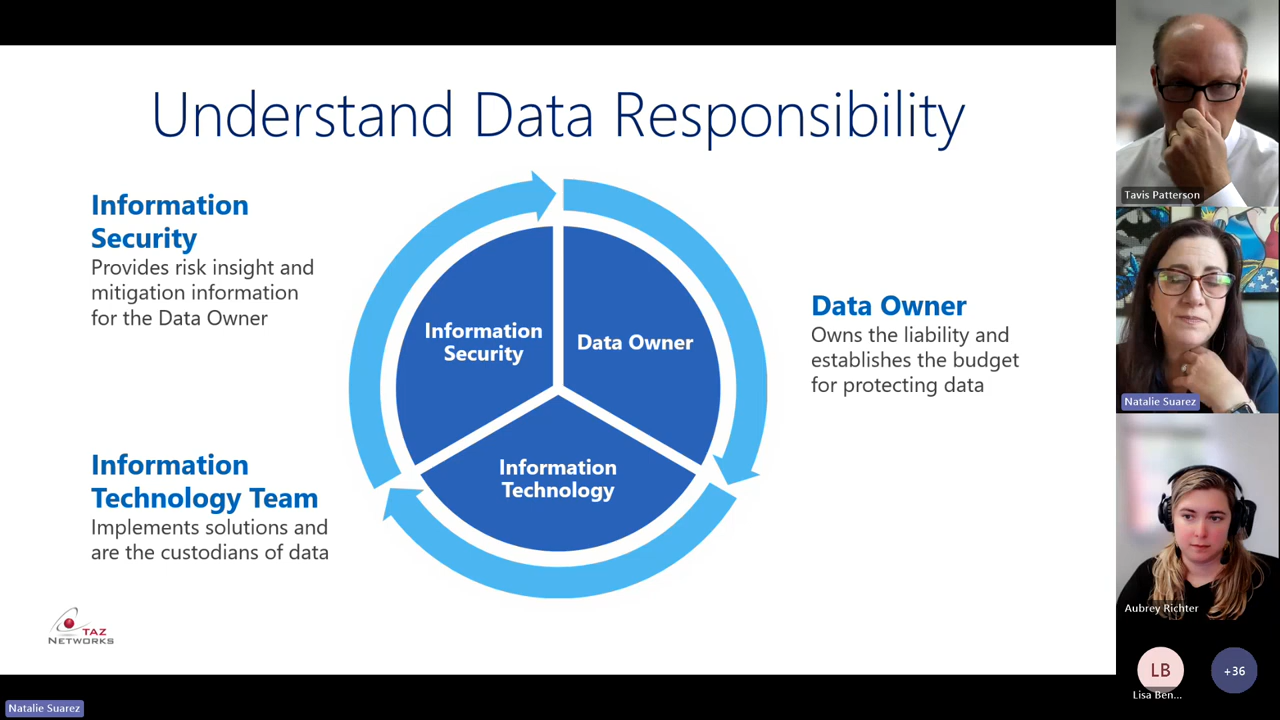 Understand Data Responsibility
Information
Security
Provides risk insight and
mitigation information
for the Data Owner
Information
Security
Data Owner
Data Owner
Owns the liability and
establishes the budget
for protecting data
Information
Technology
Information
Technology Team
Implements solutions and
are the custodians of data
TAZ
NETWORKS
Tavis Patterson
Natalie Suarez
Aubrey Richter
LB
+36
Lisa Ben...
Natalie Suarez